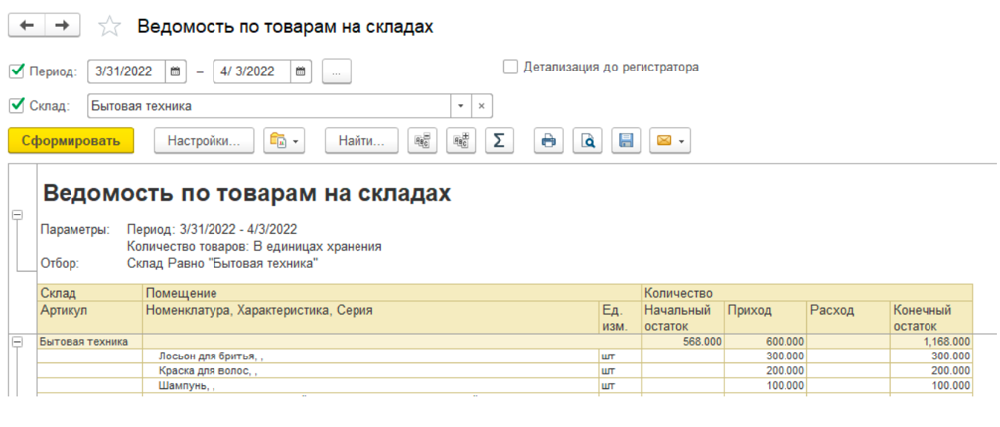 Ведомость по товарам на складах
Период: 3/31/2022 – 4/ 3/2022 ... Детализация до регистратора
Склад: Бытовая техника
Сформировать Настройки... Найти...
Ведомость по товарам на складах
Параметры: Период: 3/31/2022 - 4/3/2022
Количество товаров: В единицах хранения
Отбор: Склад Равно "Бытовая техника"
Склад Помещение Количество
Артикул Номенклатура, Характеристика, Серия Ед. Начальный Приход Расход Конечный
изм. остаток остаток
Бытовая техника 568.000 600.000 1,168.000
Лосьон для бритья, , шт 300.000 300.000
Краска для волос, , шт 200.000 200.000
Шампунь, , шт 100.000 100.000